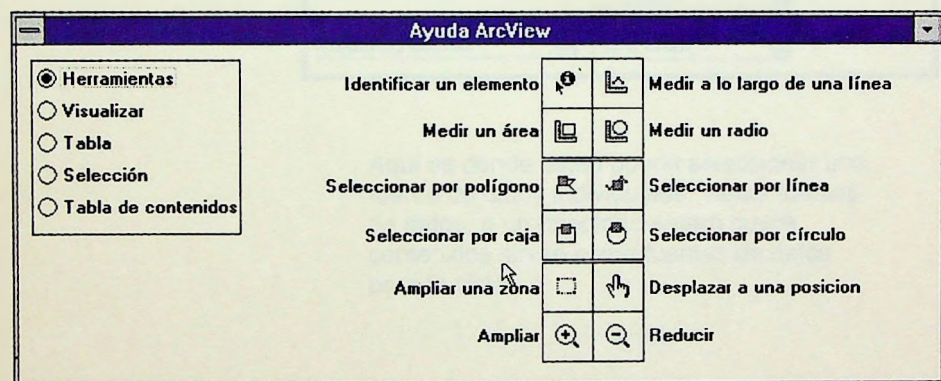 Ayuda ArcView
Herramientas
Visualizar
Tabla
Selección
Tabla de contenidos
Identificar un elemento
Medir a lo largo de una línea
Medir un área
Medir un radio
Seleccionar por polígono
Seleccionar por línea
Seleccionar por caja
Seleccionar por círculo
Ampliar una zona
Desplazar a una posicion
Ampliar
Reducir